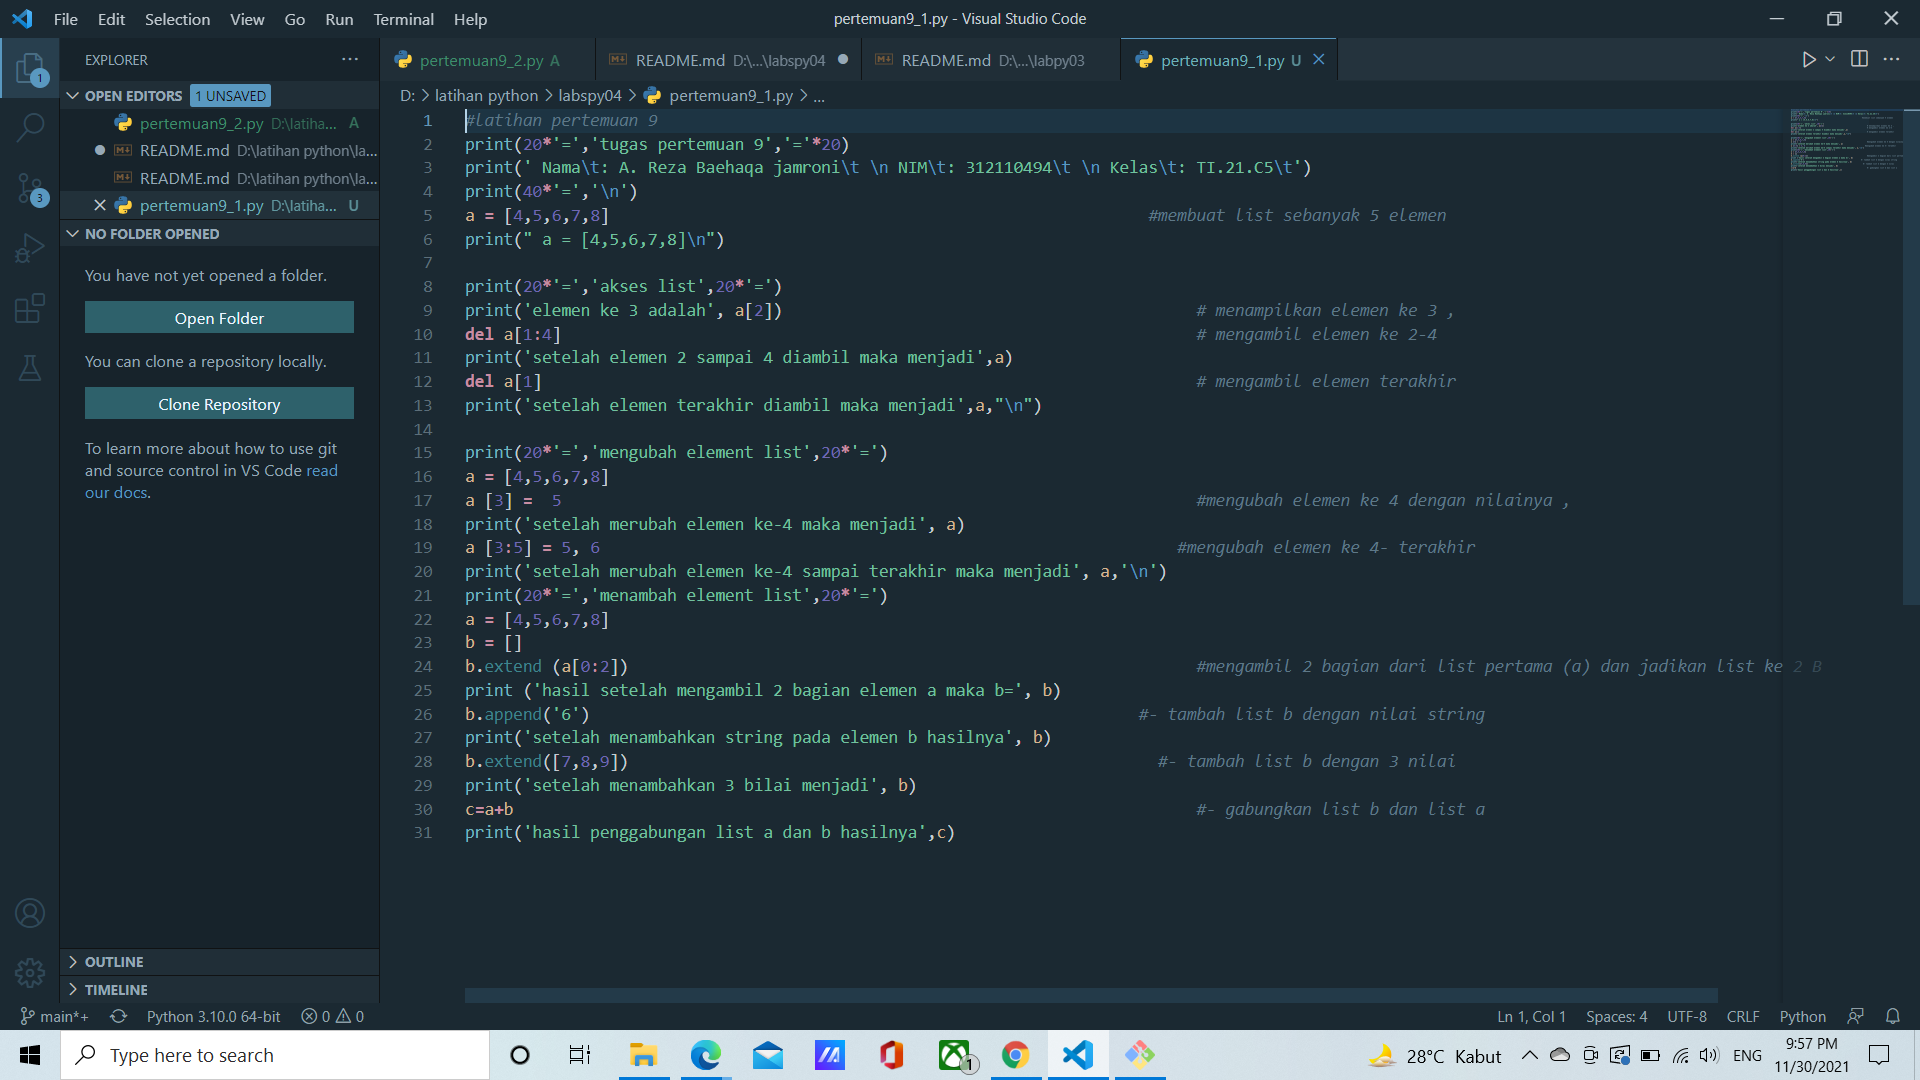 File Edit Selection View Go Run Terminal Help
pertemuan9_1.py - Visual Studio Code
EXPLORER
OPEN EDITORS 1 UNSAVED
pertemuan9_2.py D:\latiha... A
README.md D:\latihan python\la...
README.md D:\latihan python\la...
pertemuan9_1.py D:\latiha... U
NO FOLDER OPENED
You have not yet opened a folder.
Open Folder
You can clone a repository locally.
Clone Repository
To learn more about how to use git
and source control in VS Code read
our docs.
OUTLINE
TIMELINE
1
3
pertemuan9_2.py A README.md D:\...\labspy04 README.md D:\...\labpy03 pertemuan9_1.py U
D: > latihan python > labspy04 > pertemuan9_1.py > ...
1 #latihan pertemuan 9
2 print(20*'=','tugas pertemuan 9','='*20)
3 print(' Nama\t: A. Reza Baehaqa jamroni\t \n NIM\t: 312110494\t \n Kelas\t: TI.21.C5\t')
4 print(40*'=','\n')
5 a = [4,5,6,7,8] #membuat list sebanyak 5 elemen
6 print(" a = [4,5,6,7,8]\n")
7
8 print(20*'=','akses list',20*'=')
9 print('elemen ke 3 adalah', a[2]) # menampilkan elemen ke 3 ,
10 del a[1:4] # mengambil elemen ke 2-4
11 print('setelah elemen 2 sampai 4 diambil maka menjadi',a)
12 del a[1] # mengambil elemen terakhir
13 print('setelah elemen terakhir diambil maka menjadi',a,"\n")
14
15 print(20*'=','mengubah element list',20*'=')
16 a = [4,5,6,7,8]
17 a [3] =  5 #mengubah elemen ke 4 dengan nilainya ,
18 print('setelah merubah elemen ke-4 maka menjadi', a)
19 a [3:5] = 5, 6 #mengubah elemen ke 4- terakhir
20 print('setelah merubah elemen ke-4 sampai terakhir maka menjadi', a,'\n')
21 print(20*'=','menambah element list',20*'=')
22 a = [4,5,6,7,8]
23 b = []
24 b.extend (a[0:2]) #mengambil 2 bagian dari list pertama (a) dan jadikan list ke 2 B
25 print ('hasil setelah mengambil 2 bagian elemen a maka b=', b)
26 b.append('6') #- tambah list b dengan nilai string
27 print('setelah menambahkan string pada elemen b hasilnya', b)
28 b.extend([7,8,9]) #- tambah list b dengan 3 nilai
29 print('setelah menambahkan 3 bilai menjadi', b)
30 c=a+b #- gabungkan list b dan list a
31 print('hasil penggabungan list a dan b hasilnya',c)
main*+ Python 3.10.0 64-bit 0 0 Ln 1, Col 1 Spaces: 4 UTF-8 CRLF Python
Type here to search
1
28°C Kabut ENG
9:57 PM
11/30/2021